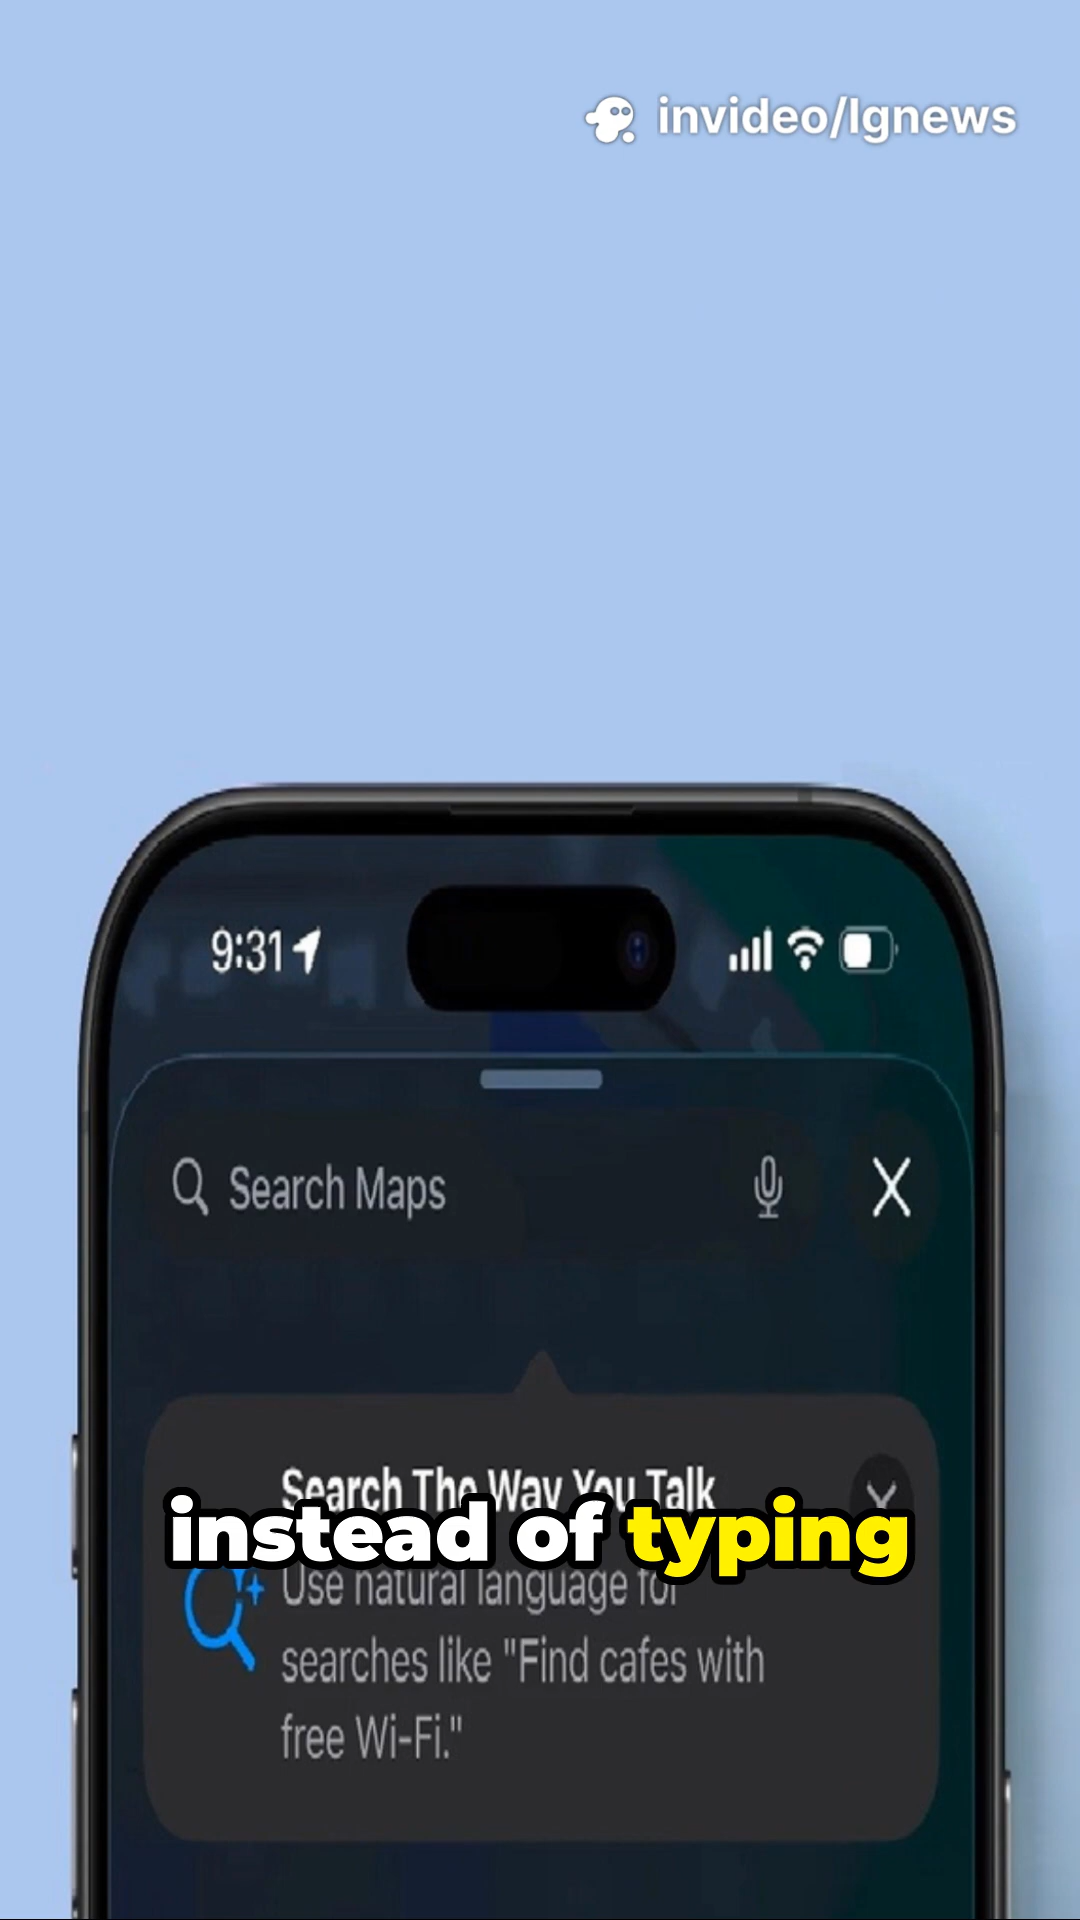 invideo/Ignews
9:31
Search Maps
Search The Way You Talk
instead of typing
Use natural language for
searches like "Find cafes with
free Wi-Fi."